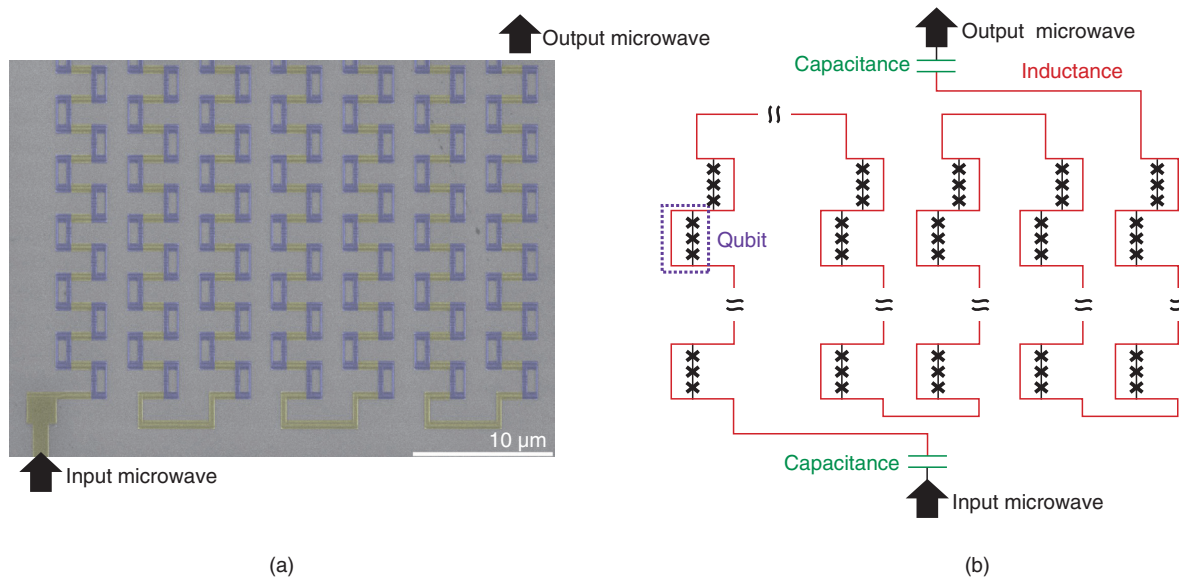 Output microwave
10 µm
Input microwave
(a)
Output microwave
Capacitance
Inductance
Qubit
Capacitance
Input microwave
(b)